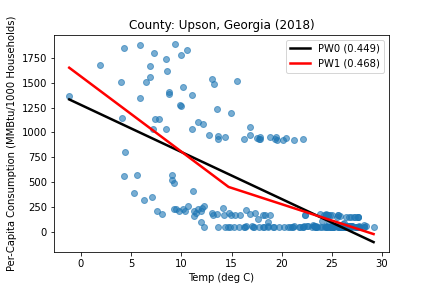 County: Upson, Georgia (2018)
Per-Capita Consumption (MMBtu/1000 Households)
1750
1500
1250
1000
750
500
250
0
PW0 (0.449)
PW1 (0.468)
0 5 10 15 20 25 30
Temp (deg C)